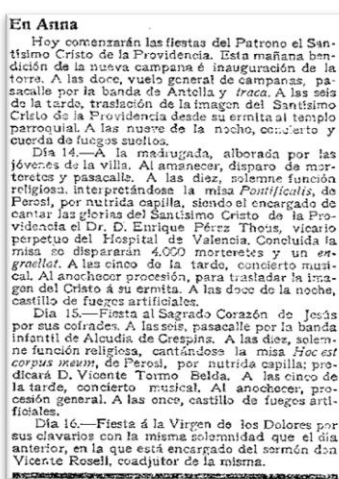 En Anna
Hoy comenzarán las fiestas del Patrono el San-
tísimo Cristo de la Providencia. Esta mañana ben-
dición de la nueva campana é inauguración de la
torre. A las doce, vuelo general de campanas, pa-
sacalle por la banda de Antella y traca. A las seis
de la tarde, traslación de la imagen del Santísimo
Cristo de la Providencia desde su ermita al templo
parroquial. A las nueve de la noche, concierto y
cuerda de fuegos sueltos.
Día 14.—A la madrugada, alborada por las
jóvenes de la villa. Al amanecer, disparo de mor-
teretes y pasacalle. A las diez, solemne función
religiosa, interpretándose la misa Pontificalis, de
Perosi, por nutrida capilla, siendo el encargado de
cantar las glorias del Santísimo Cristo de la Pro-
videncia el Dr. D. Enrique Pérez Thous, vicario
perpetuo del Hospital de Valencia. Concluida la
misa se dispararán 4.000 morteretes y un en-
graellat. A las cinco de la tarde, concierto musi-
cal. Al anochecer procesión, para trasladar la ima-
gen del Cristo á su ermita. A las doce de la noche,
castillo de fuegos artificiales.
Día 15.—Fiesta al Sagrado Corazón de Jesús
por sus cofrades. A las seis, pasacalle por la banda
infantil de Alcudia de Crespins. A las diez, solem-
ne función religiosa, cantándose la misa Hoc est
corpus meum, de Perosi, por nutrida capilla; pre-
dicará D. Vicente Tormo Belda. A las cinco de
la tarde, concierto musical. Al anochecer, pro-
cesión general. A las once, castillo de fuegos arti-
ficiales.
Día 16.—Fiesta á la Virgen de los Dolores por
sus clavarios con la misma solemnidad que el día
anterior, en la que está encargado del sermón don
Vicente Rosell, coadjutor de la misma.